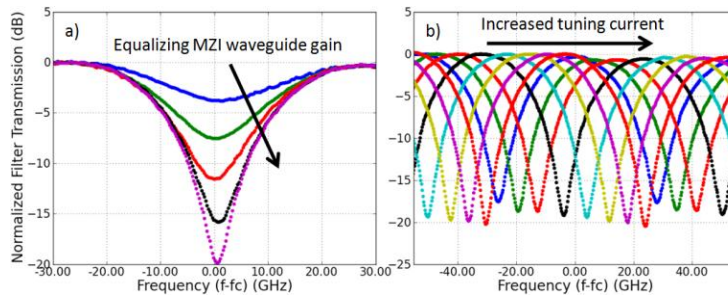 a)
Equalizing MZI waveguide gain
Normalized Filter Transmission (dB)
5
0
−5
−10
−15
−20
-30.00 -20.00 -10.00 0.00 10.00 20.00 30.00
Frequency (f-fc) (GHz)
b)
Increased tuning current
5
0
−5
−10
−15
−20
−25
-40.00 -20.00 0.00 20.00 40.00
Frequency (f-fc) (GHz)